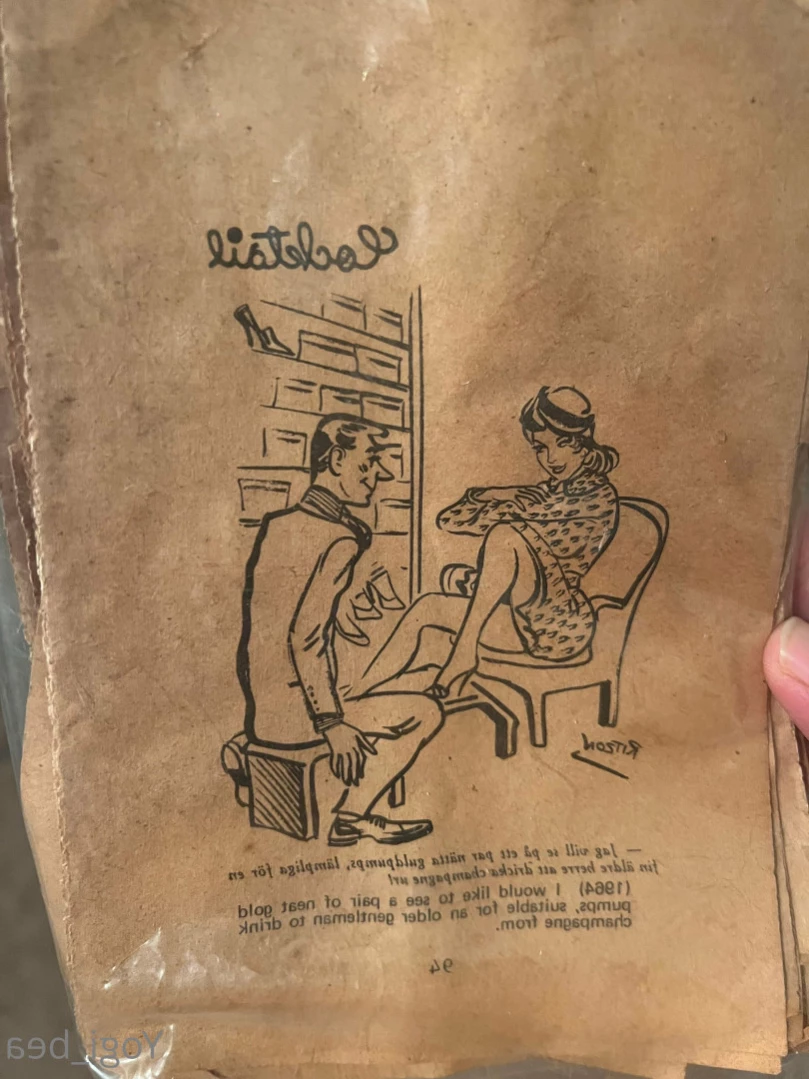 Cocktail
RITZON
— Jag vill se på ett par nätta guldpumps, lämpliga för en
fin äldre herre att dricka champagne ur!
(1964) I would like to see a pair of neat gold
pumps, suitable for an older gentleman to drink
champagne from.
94
Yogi_bea